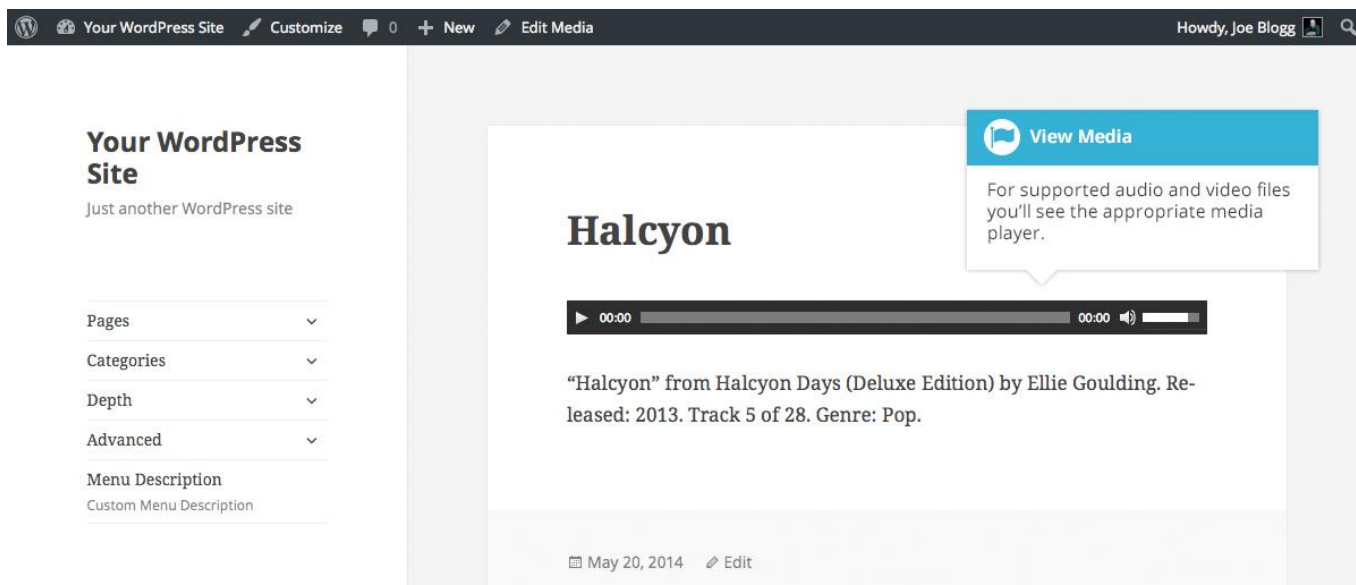 Your WordPress Site Customize 0 New Edit Media Howdy, Joe Blogg
Your WordPress
Site
Just another WordPress site
Pages
Categories
Depth
Advanced
Menu Description
Custom Menu Description
View Media
For supported audio and video files
you'll see the appropriate media
player.
Halcyon
00:00 00:00
“Halcyon” from Halcyon Days (Deluxe Edition) by Ellie Goulding. Re-
leased: 2013. Track 5 of 28. Genre: Pop.
May 20, 2014 Edit